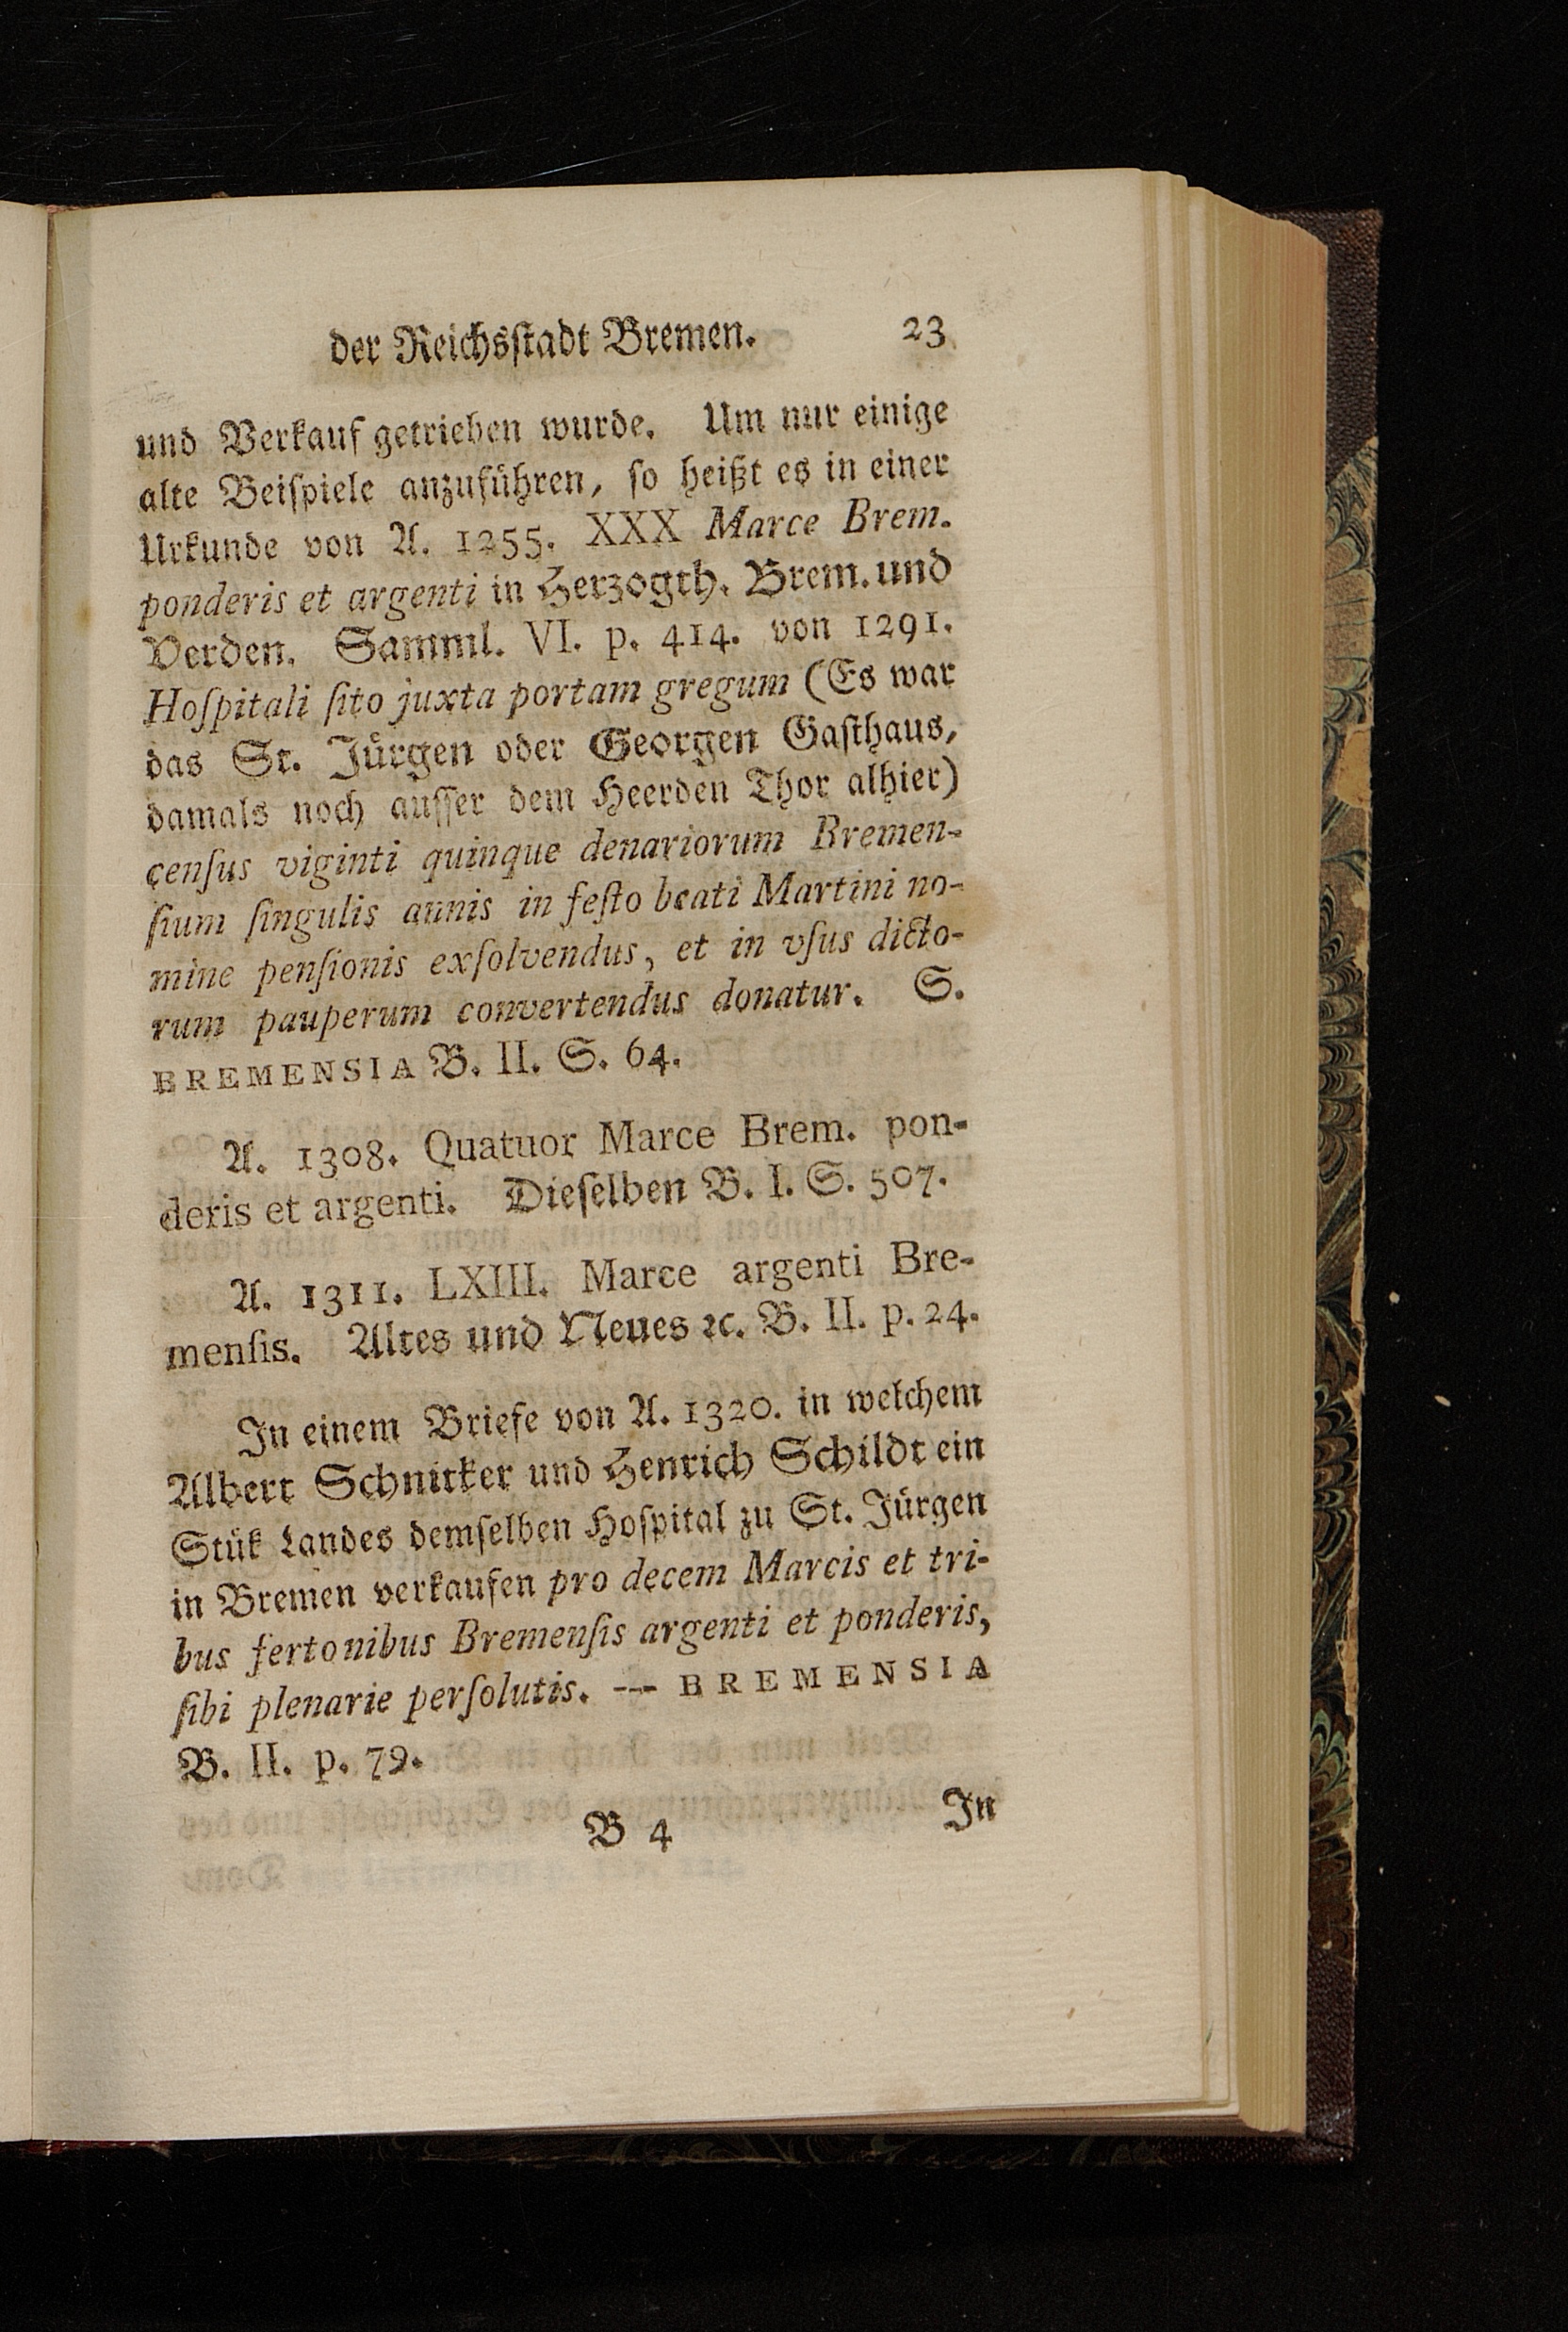 der Reichsſtadt Bremen. 23
und Verkauf getrieben wurde. Um nur einige
alte Beiſpiele anzuführen, ſo heißt es in einer
Urkunde von A. 1255. XXX Marce Brem.
ponderis et argenti in Herzogth. Brem. und
Verden. Samml. VI. p. 414. von 1291.
Hoſpitali ſito juxta portam gregum (Es war
das St. Jürgen oder Georgen Gaſthaus,
damals noch auſſer dem Heerden Thor alhier)
cenſus viginti quinque denariorum Bremen-
ſium ſingulis annis in feſto beati Martini no-
mine penſionis exſolvendus, et in vſus dicto-
rum pauperum convertendus donatur. S.
BREMENSIA B. II. S. 64.
A. 1308. Quatuor Marce Brem. pon-
deris et argenti. Dieſelben B. I. S. 507.
A. 1311. LXIII. Marce argenti Bre-
menſis. Altes und Neues ꝛc. B. II. p. 24.
In einem Briefe von A. 1320. in welchem
Albert Schnitker und Henrich Schildt ein
Stük Landes demſelben Hoſpital zu St. Jürgen
in Bremen verkaufen pro decem Marcis et tri-
bus fertonibus Bremenſis argenti et ponderis,
ſibi plenarie perſolutis. — BREMENSIA
B. II. p. 79.
B 4 In